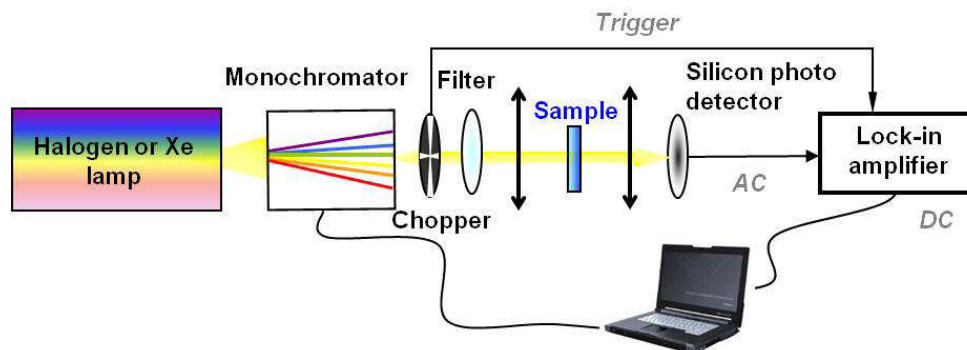 Trigger
Monochromator
Filter
Silicon photo
detector
Sample
Halogen or Xe
lamp
Lock-in
amplifier
AC
Chopper
DC